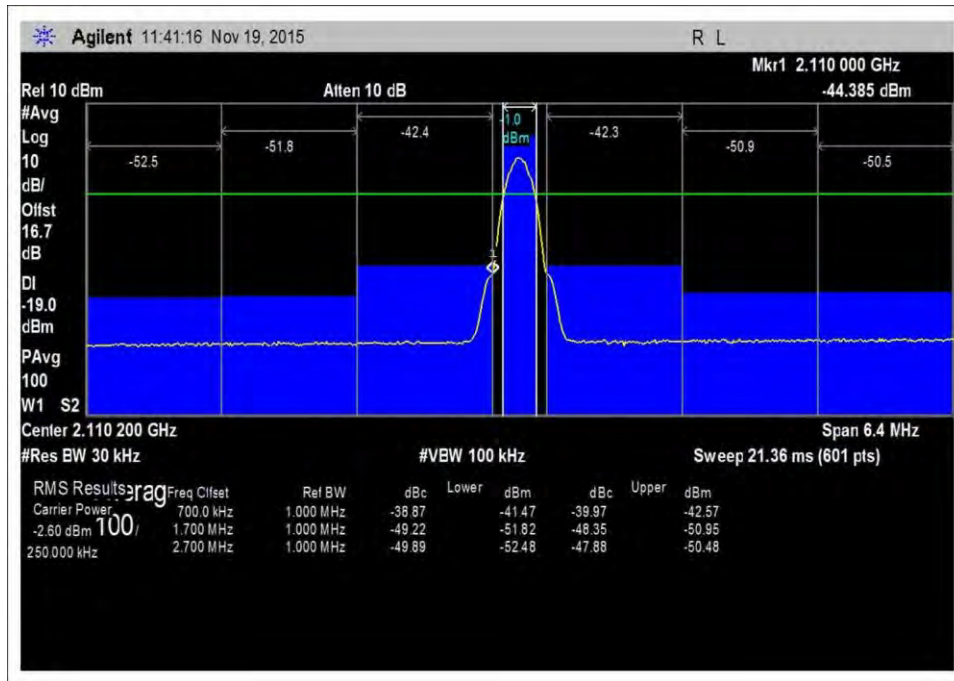 Agilent 11:41:16 Nov 19, 2015 R L
Mkr1 2.110 000 GHz
Rel 10 dBm Atten 10 dB -44.385 dBm
#Avg
Log
10
dB/
Offst
16.7
dB
DI
-19.0
dBm
PAvg
100
W1 S2
-52.5 -51.8 -42.4 -1.0 dBm -42.3 -50.9 -50.5
1
Center 2.110 200 GHz Span 6.4 MHz
#Res BW 30 kHz #VBW 100 kHz Sweep 21.36 ms (601 pts)
RMS Results Freq Offset Ref BW dBc Lower dBm dBc Upper dBm
Carrier Power 700.0 kHz 1.000 MHz -38.87 -41.47 -39.97 -42.57
-2.60 dBm 100/ 1.700 MHz 1.000 MHz -49.22 -51.82 -48.35 -50.95
250.000 kHz 2.700 MHz 1.000 MHz -49.89 -52.48 -47.88 -50.48